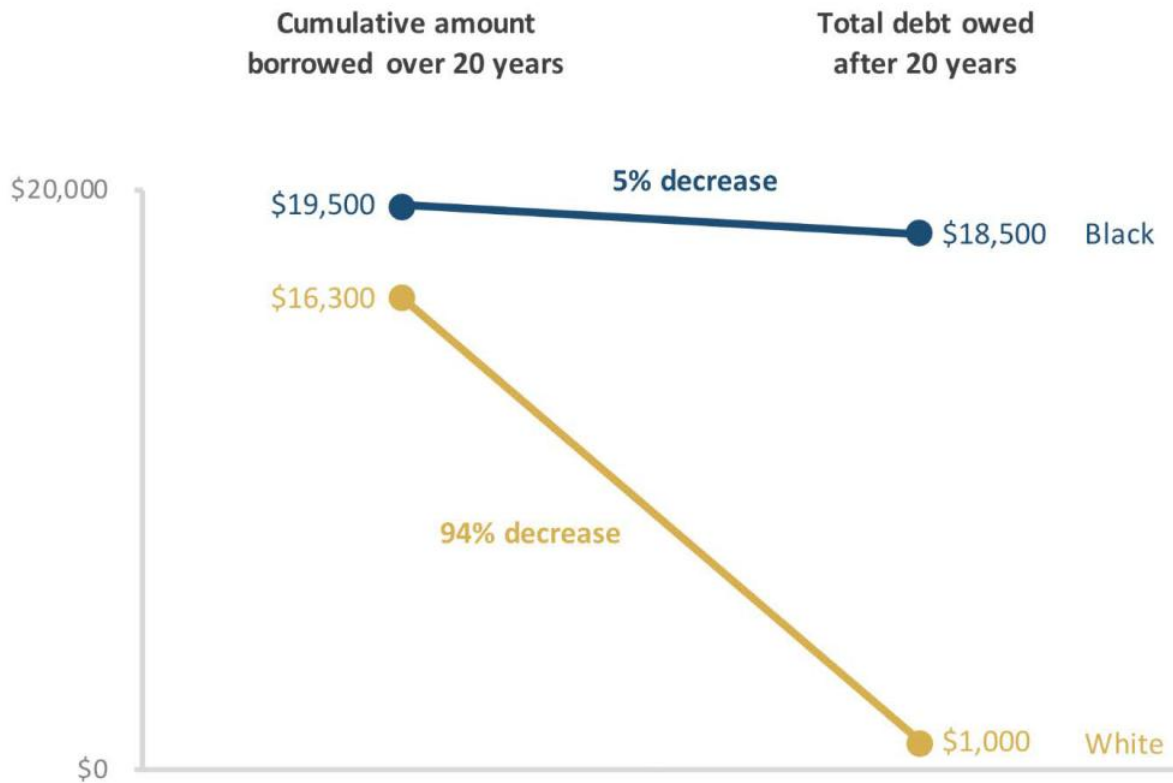 Cumulative amount
borrowed over 20 years
Total debt owed
after 20 years
$20,000
$19,500
5% decrease
$18,500
Black
$16,300
94% decrease
$1,000
White
$0